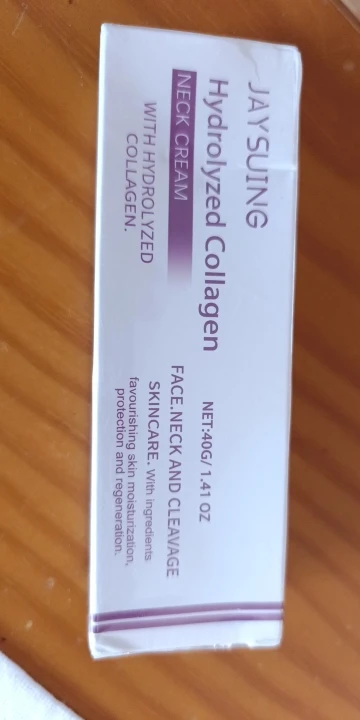 JAYSUING
Hydrolyzed Collagen
NECK CREAM
WITH HYDROLYZED
COLLAGEN.
NET:40G/ 1.41 OZ
FACE.NECK AND CLEAVAGE
SKINCARE. With ingredients
favourishing skin moisturization,
protection and regeneration.